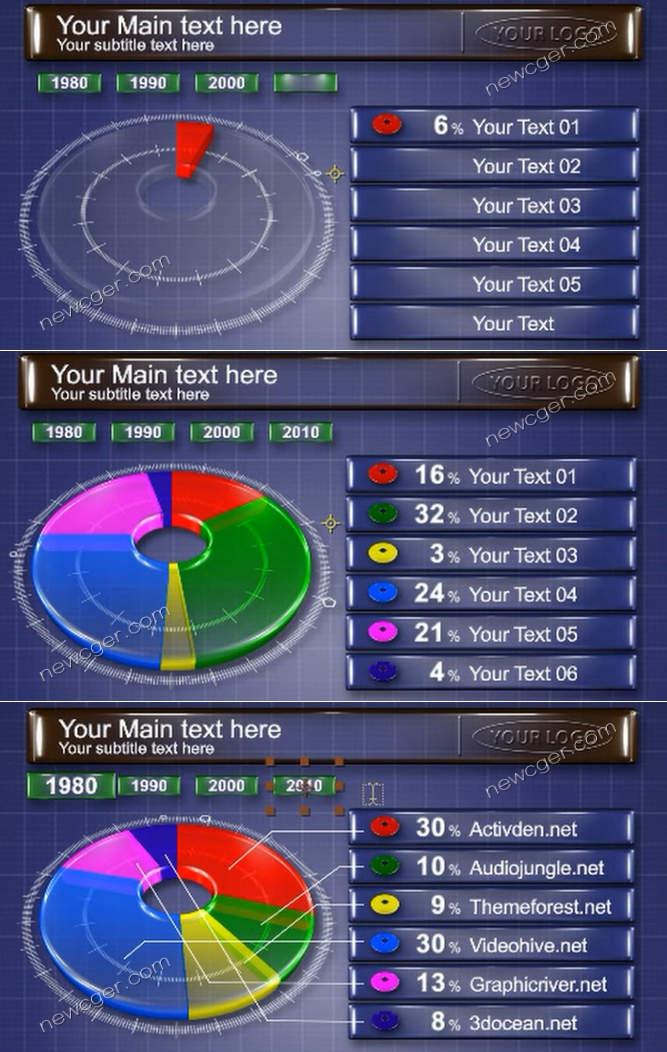 Your Main text here
Your subtitle text here
YOUR LOGO
newcger.com
1980 1990 2000
6 % Your Text 01
Your Text 02
Your Text 03
Your Text 04
Your Text 05
Your Text
newcger.com
Your Main text here
Your subtitle text here
YOUR LOGO
newcger.com
1980 1990 2000 2010
16 % Your Text 01
32 % Your Text 02
3 % Your Text 03
24 % Your Text 04
21 % Your Text 05
4 % Your Text 06
newcger.com
Your Main text here
Your subtitle text here
YOUR LOGO
newcger.com
1980 1990 2000 2010
30 % Activden.net
10 % Audiojungle.net
9 % Themeforest.net
30 % Videohive.net
13 % Graphicriver.net
8 % 3docean.net
newcger.com